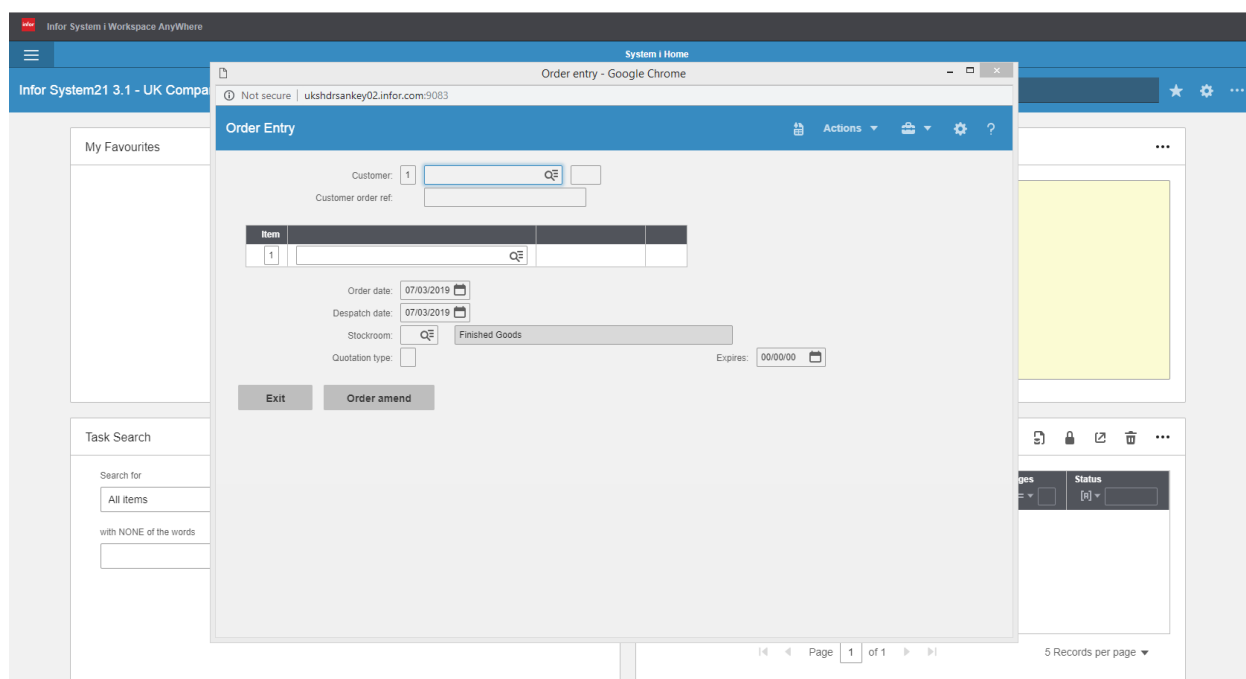 infor Infor System i Workspace AnyWhere
System i Home
Order entry - Google Chrome
Infor System21 3.1 - UK Compa
Not secure | ukshdrsankey02.infor.com:9083
Order Entry
Actions
?
My Favourites
Customer: 1
Customer order ref:
Item
1
Order date: 07/03/2019
Despatch date: 07/03/2019
Stockroom: Finished Goods
Quotation type: Expires: 00/00/00
Exit Order amend
Task Search
Search for
All items
with NONE of the words
ges Status
= [R]
Page 1 of 1 5 Records per page